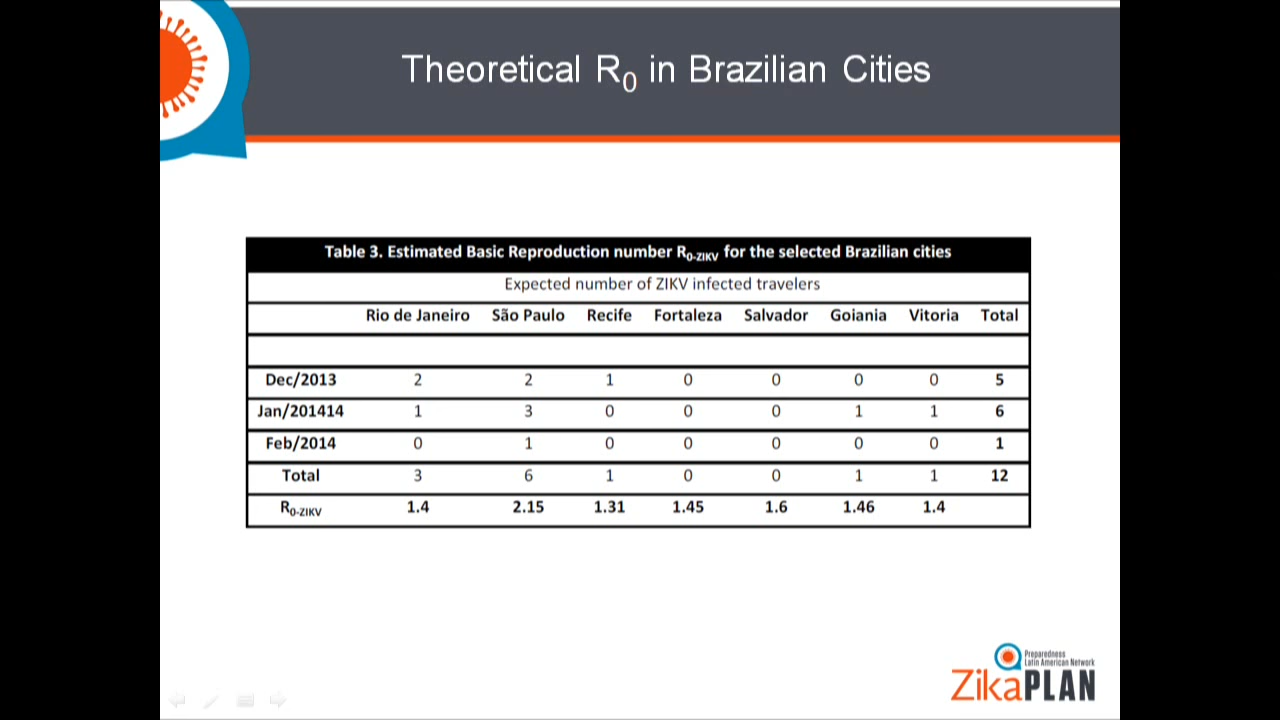 Theoretical R0 in Brazilian Cities
Table 3. Estimated Basic Reproduction number R0-ZIKV for the selected Brazilian cities
Expected number of ZIKV infected travelers
Rio de Janeiro São Paulo Recife Fortaleza Salvador Goiania Vitoria Total
Dec/2013 2 2 1 0 0 0 0 5
Jan/201414 1 3 0 0 0 1 1 6
Feb/2014 0 1 0 0 0 0 0 1
Total 3 6 1 0 0 1 1 12
R0-ZIKV 1.4 2.15 1.31 1.45 1.6 1.46 1.4
Preparedness
Latin American Network
ZikaPLAN